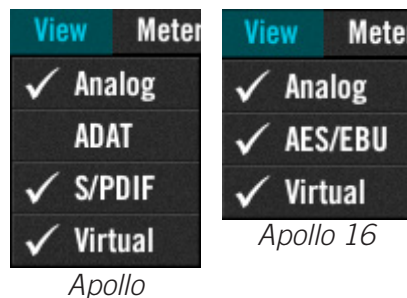 View Meter
Analog
ADAT
S/PDIF
Virtual
Apollo
View Mete
Analog
AES/EBU
Virtual
Apollo 16